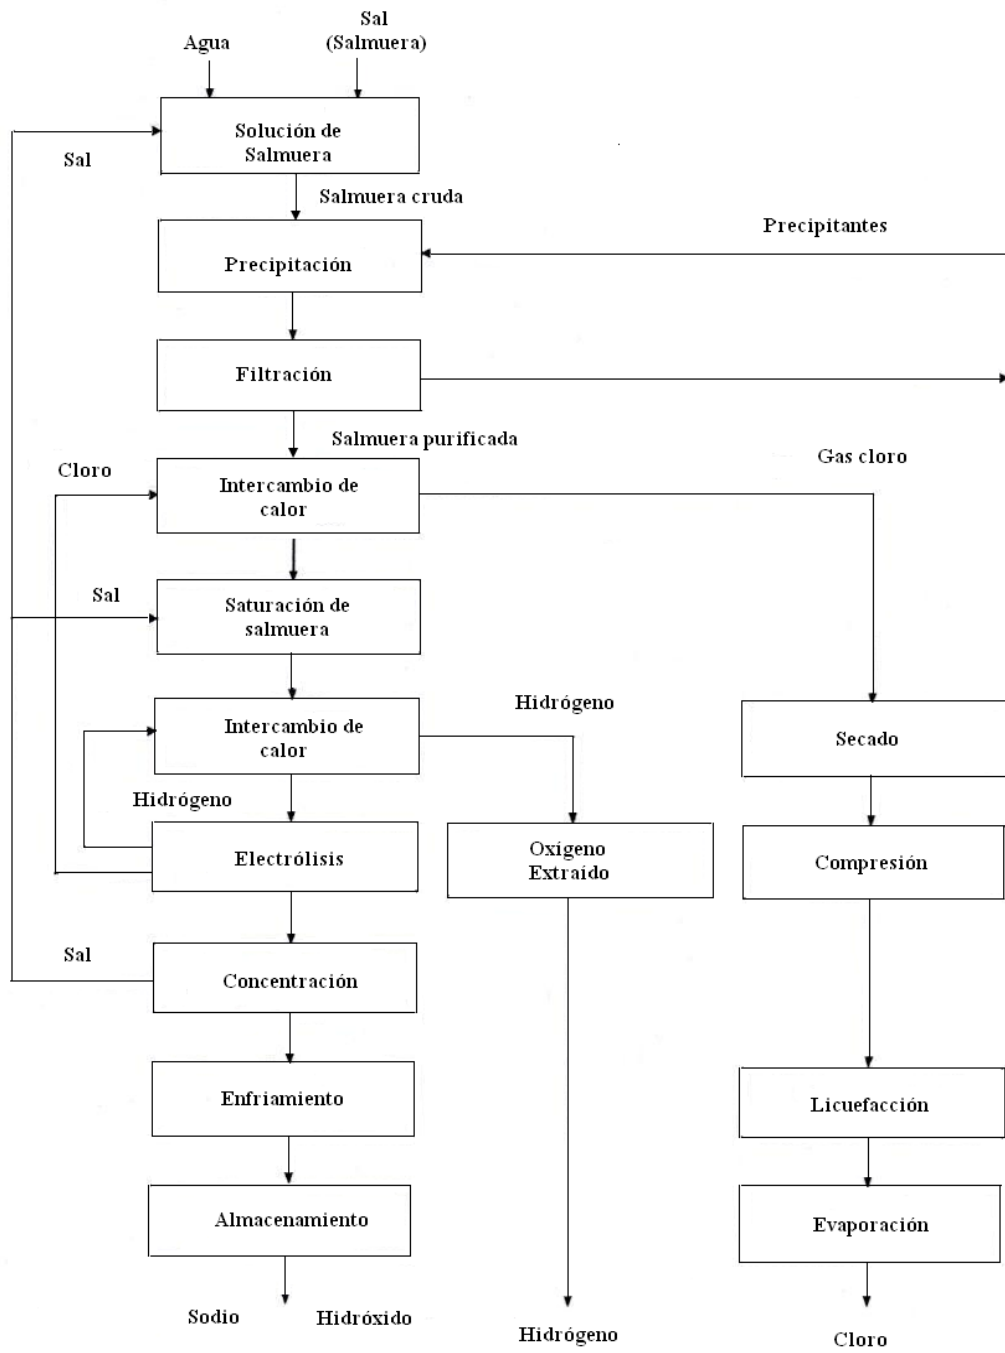 Sal
(Salmuera)
Agua
Solución de
Salmuera
Sal
Salmuera cruda
Precipitantes
Precipitación
Filtración
Salmuera purificada
Gas cloro
Cloro
Intercambio de
calor
Sal
Saturación de
salmuera
Hidrógeno
Intercambio de
calor
Secado
Hidrógeno
Electrólisis
Oxígeno
Extraído
Compresión
Sal
Concentración
Enfriamiento
Licuefacción
Almacenamiento
Evaporación
Sodio
Hidróxido
Hidrógeno
Cloro